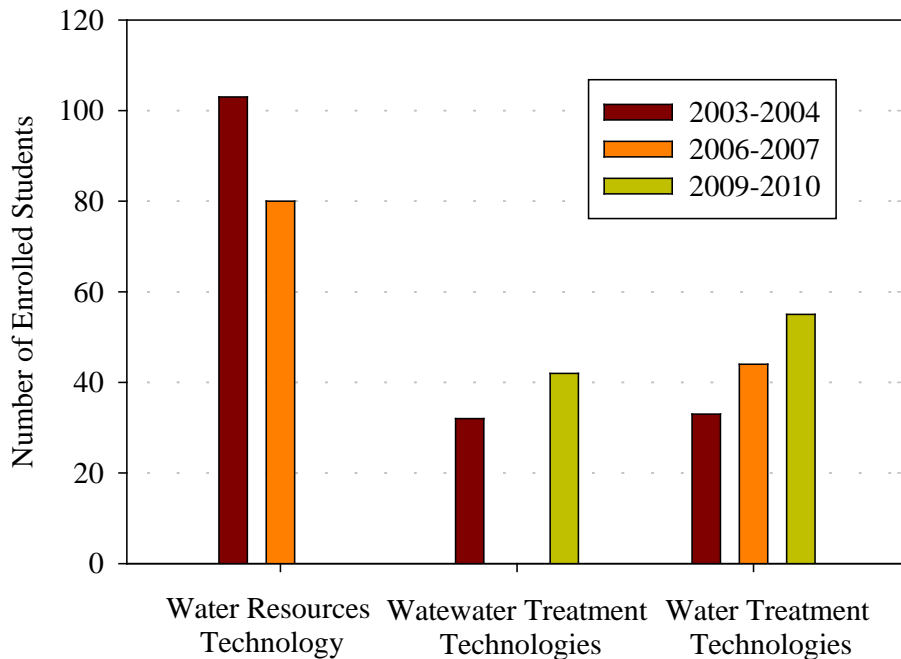 120
100
80
60
40
20
0
Number of Enrolled Students
2003-2004
2006-2007
2009-2010
Water Resources
Technology
Watewater Treatment
Technologies
Water Treatment
Technologies